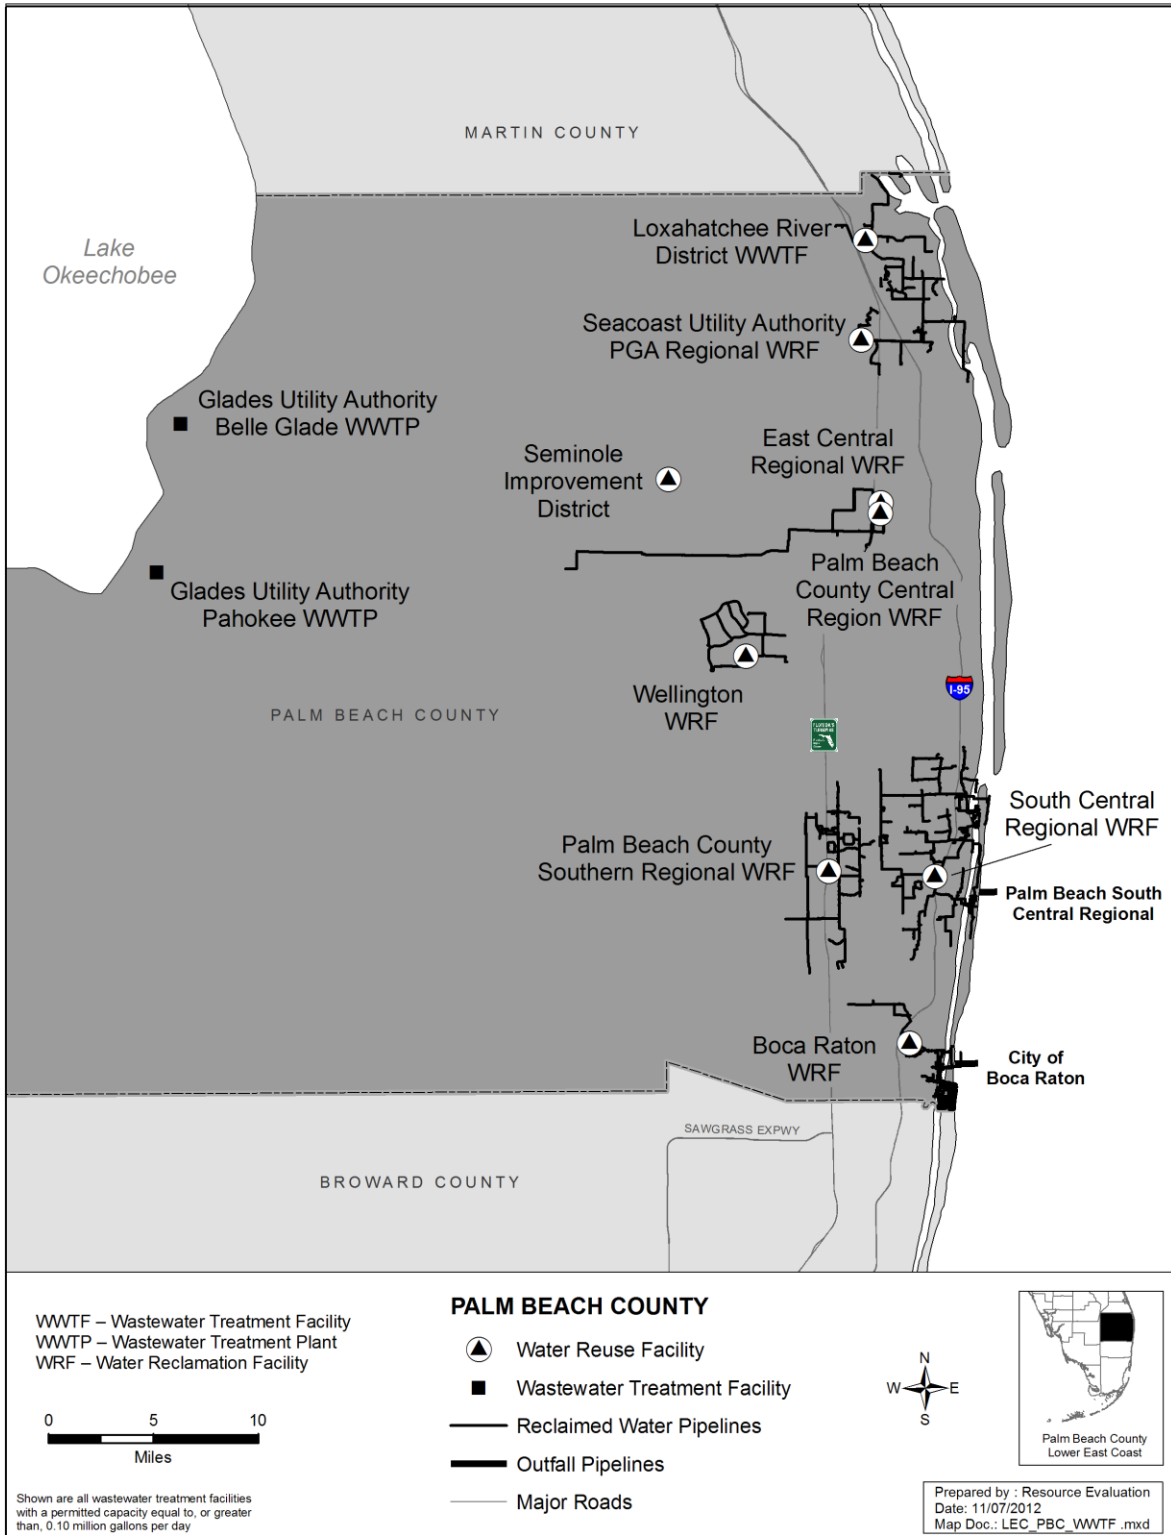 MARTIN COUNTY
Lake
Okeechobee
Loxahatchee River
District WWTF
Seacoast Utility Authority
PGA Regional WRF
Glades Utility Authority
Belle Glade WWTP
East Central
Regional WRF
Seminole
Improvement
District
Palm Beach
County Central
Region WRF
Glades Utility Authority
Pahokee WWTP
Wellington
WRF
I-95
PALM BEACH COUNTY
South Central
Regional WRF
Palm Beach County
Southern Regional WRF
Palm Beach South
Central Regional
Boca Raton
WRF
City of
Boca Raton
SAWGRASS EXPWY
BROWARD COUNTY
WWTF – Wastewater Treatment Facility
WWTP – Wastewater Treatment Plant
WRF – Water Reclamation Facility
0 5 10
Miles
Shown are all wastewater treatment facilities
with a permitted capacity equal to, or greater
than, 0.10 million gallons per day
PALM BEACH COUNTY
Water Reuse Facility
Wastewater Treatment Facility
Reclaimed Water Pipelines
Outfall Pipelines
Major Roads
N
W E
S
Palm Beach County
Lower East Coast
Prepared by : Resource Evaluation
Date: 11/07/2012
Map Doc.: LEC_PBC_WWTF .mxd